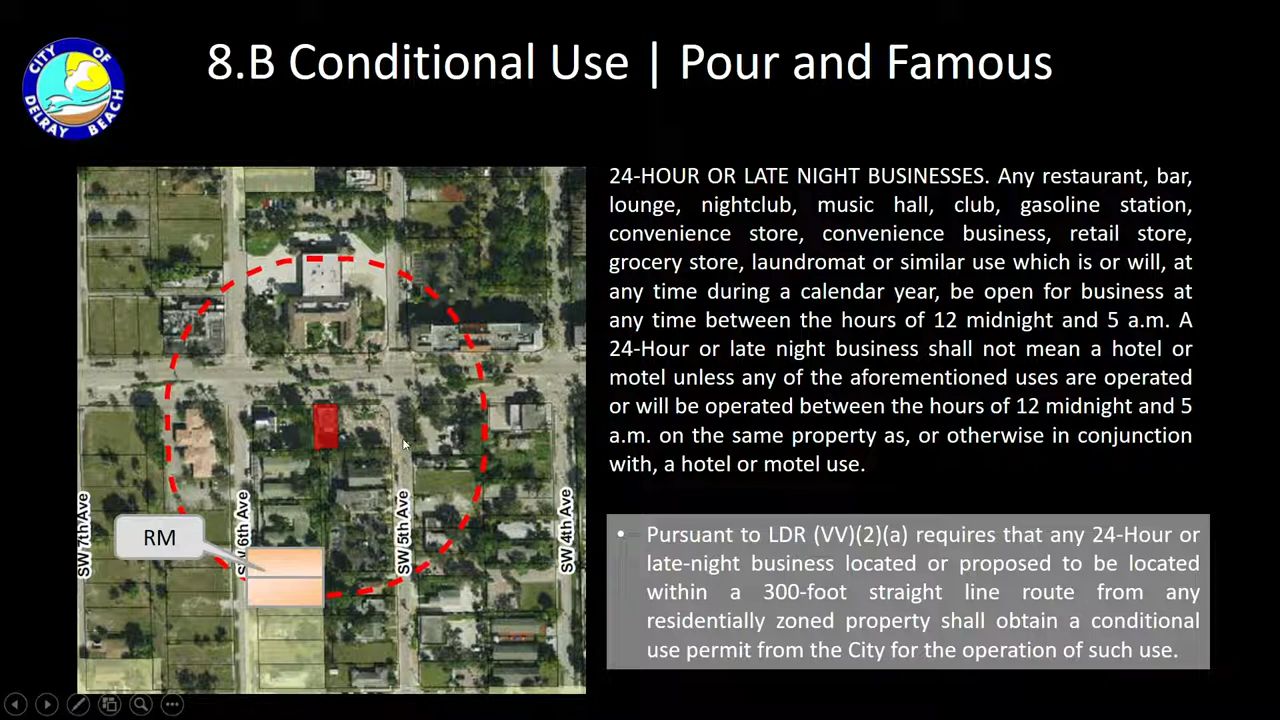 CITY OF
DELRAY BEACH
8.B Conditional Use | Pour and Famous
24-HOUR OR LATE NIGHT BUSINESSES. Any restaurant, bar,
lounge, nightclub, music hall, club, gasoline station,
convenience store, convenience business, retail store,
grocery store, laundromat or similar use which is or will, at
any time during a calendar year, be open for business at
any time between the hours of 12 midnight and 5 a.m. A
24-Hour or late night business shall not mean a hotel or
motel unless any of the aforementioned uses are operated
or will be operated between the hours of 12 midnight and 5
a.m. on the same property as, or otherwise in conjunction
with, a hotel or motel use.
SW 7th Ave
RM
SW 6th Ave
SW 5th Ave
SW 4th Ave
• Pursuant to LDR (VV)(2)(a) requires that any 24-Hour or
late-night business located or proposed to be located
within a 300-foot straight line route from any
residentially zoned property shall obtain a conditional
use permit from the City for the operation of such use.